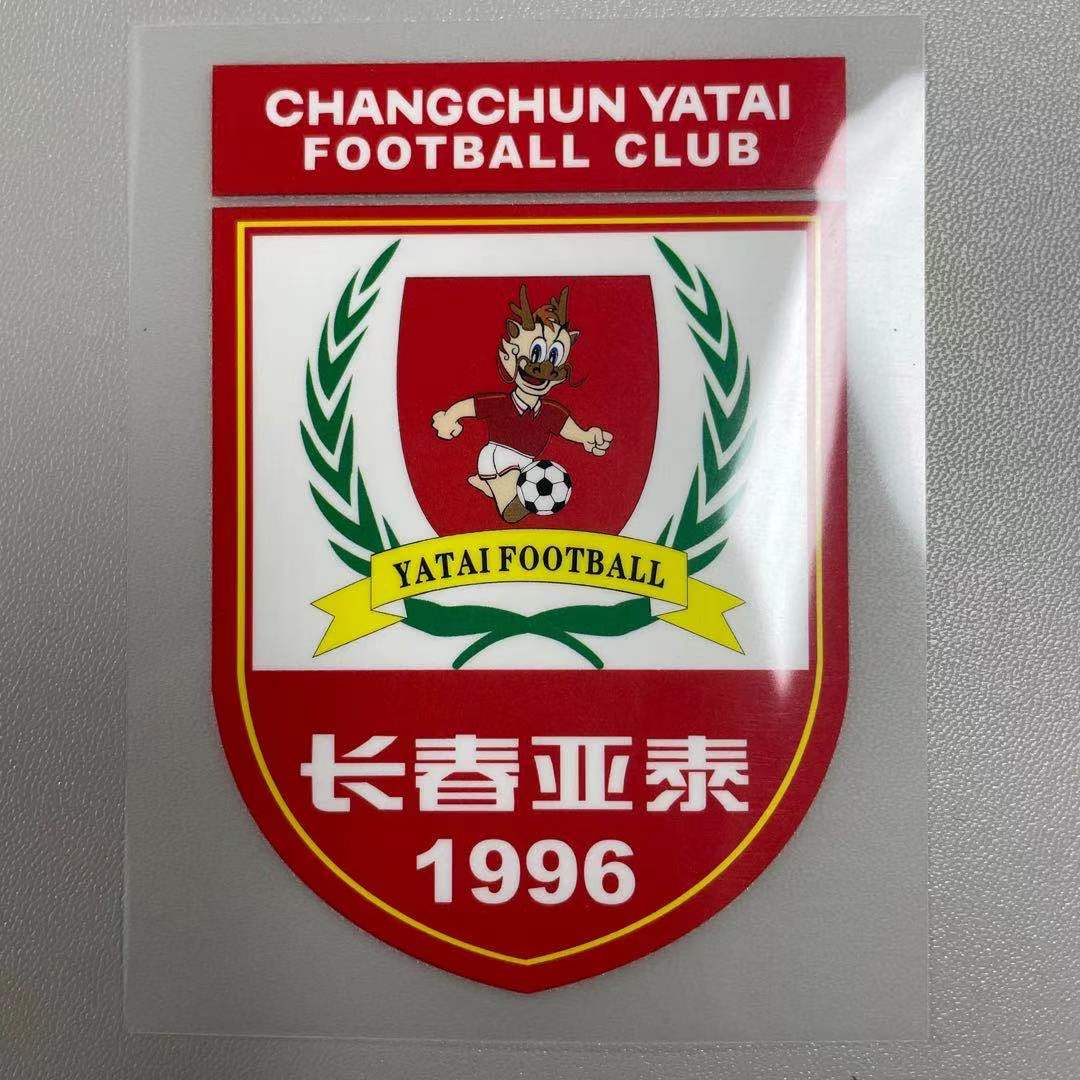 CHANGCHUN YATAI
FOOTBALL CLUB
YATAI FOOTBALL
长春亚泰
1996